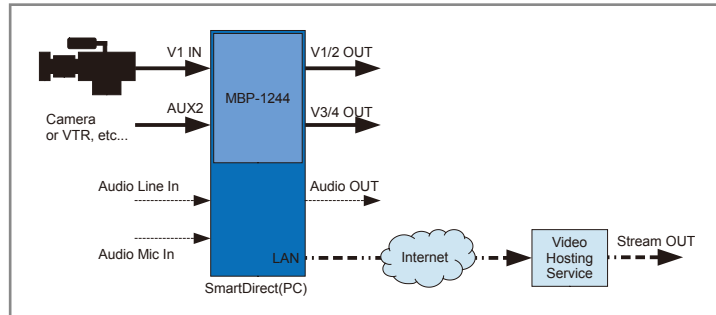 V1 IN
V1/2 OUT
MBP-1244
AUX2
V3/4 OUT
Camera
or VTR, etc...
Audio Line In
Audio OUT
Audio Mic In
LAN
Internet
Video
Hosting
Service
Stream OUT
SmartDirect(PC)